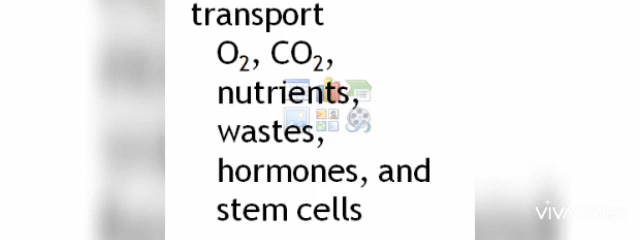 transport
O₂, CO₂,
nutrients,
wastes,
hormones, and
stem cells